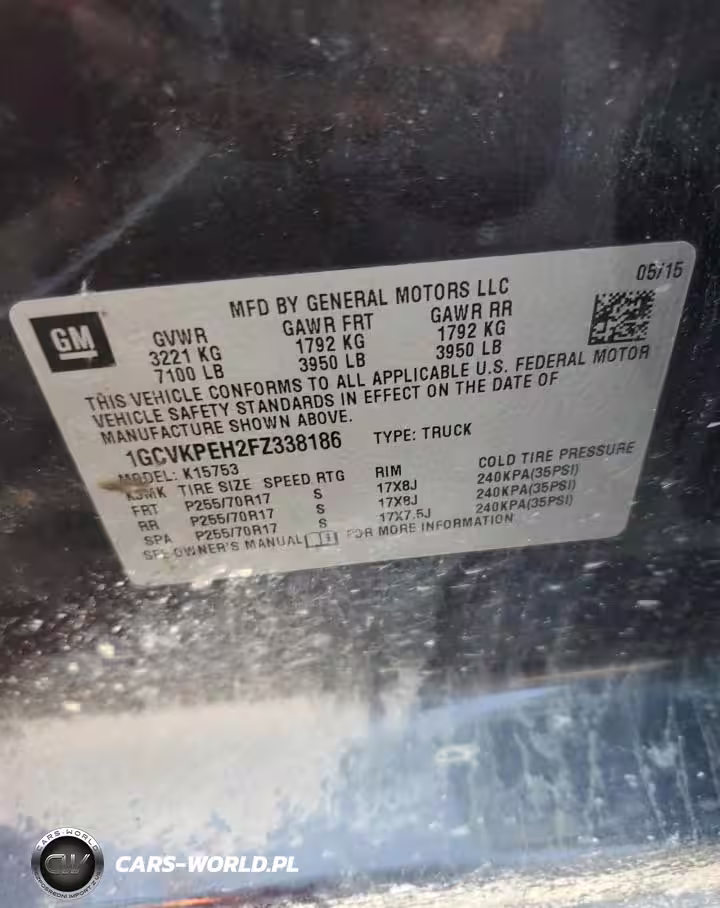 05/15
GM
MFD BY GENERAL MOTORS LLC
GVWR GAWR FRT GAWR RR
3221 KG 1792 KG 1792 KG
7100 LB 3950 LB 3950 LB
THIS VEHICLE CONFORMS TO ALL APPLICABLE U.S. FEDERAL MOTOR
VEHICLE SAFETY STANDARDS IN EFFECT ON THE DATE OF
MANUFACTURE SHOWN ABOVE.
1GCVKPEH2FZ338186 TYPE: TRUCK
MODEL: K15753
TIRE SIZE SPEED RTG RIM COLD TIRE PRESSURE
FRT P255/70R17 S 17X8J 240KPA(35PSI)
RR P255/70R17 S 17X8J 240KPA(35PSI)
SPA P255/70R17 S 17X7.5J 240KPA(35PSI)
SEE OWNER'S MANUAL FOR MORE INFORMATION
CARS-WORLD
CW
CARS-WORLD.PL